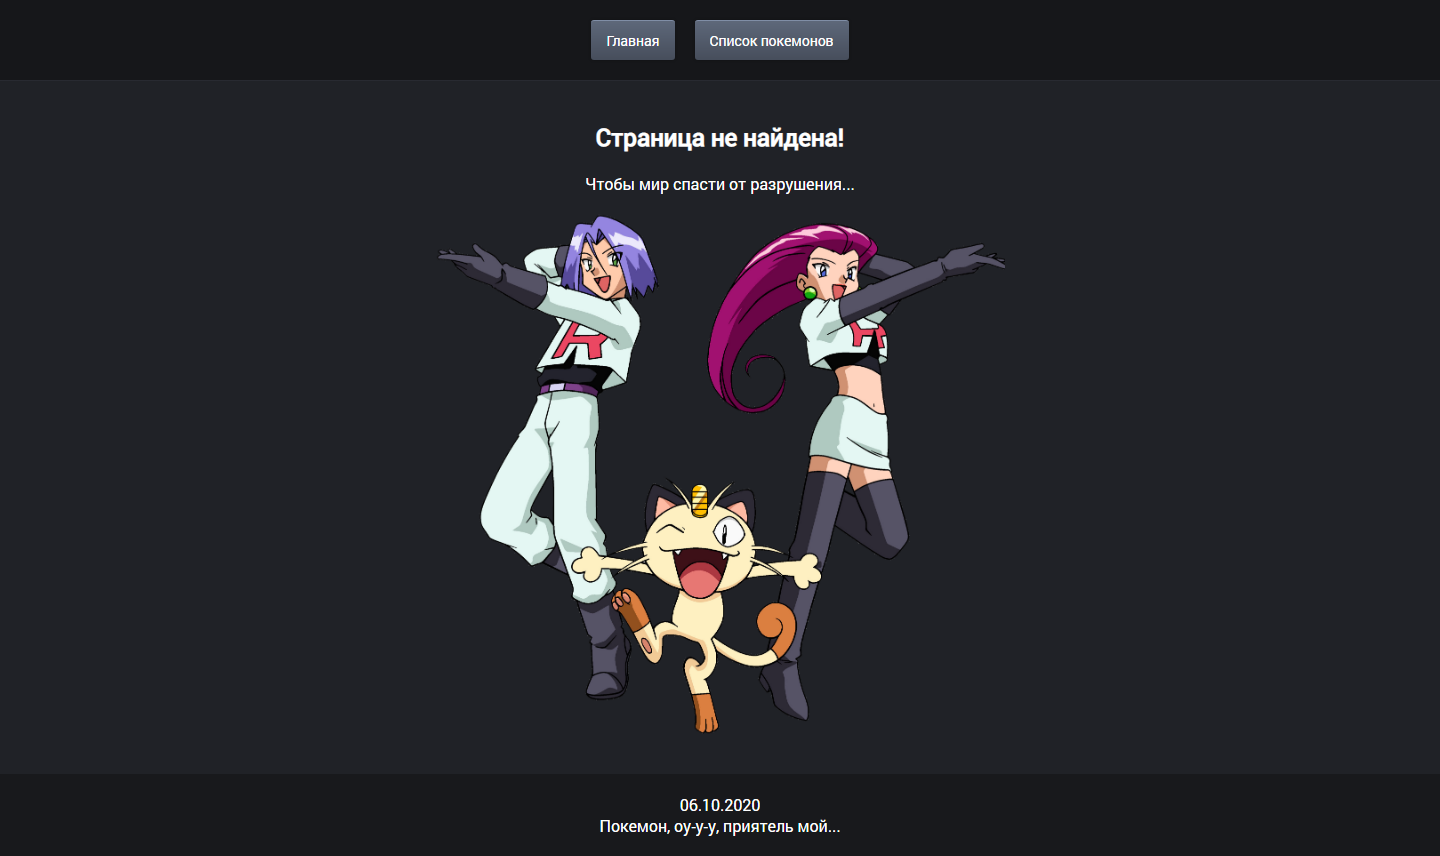 Главная
Список покемонов
Страница не найдена!
Чтобы мир спасти от разрушения...
R
R
06.10.2020
Покемон, оу-у-у, приятель мой...